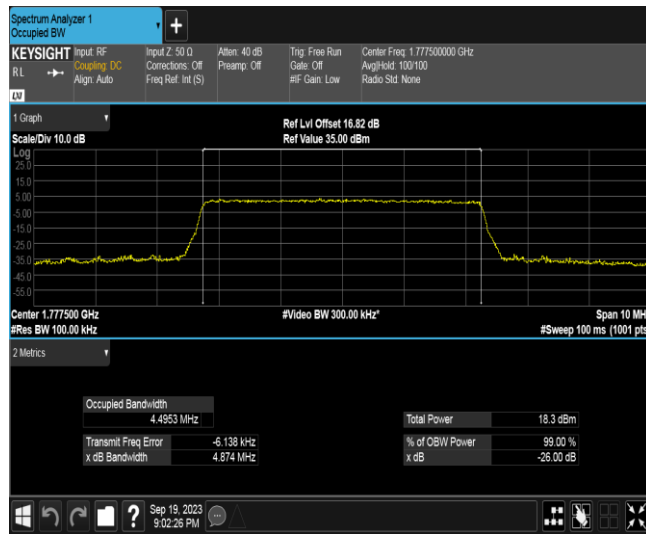 Spectrum Analyzer 1
Occupied BW
+
KEYSIGHT Input: RF Input Z: 50 Ω Atten: 40 dB Trig: Free Run Center Freq: 1.777500000 GHz
RL Coupling: DC Corrections: Off Preamp: Off Gate: Off Avg|Hold: 100/100
Align: Auto Freq Ref: Int (S) #IF Gain: Low Radio Std: None
LXI
1 Graph
Ref Lvl Offset 16.82 dB
Scale/Div 10.0 dB Ref Value 35.00 dBm
Log
25.0
15.0
5.00
-5.00
-15.0
-25.0
-35.0
-45.0
-55.0
Center 1.777500 GHz #Video BW 300.00 kHz* Span 10 MH
#Res BW 100.00 kHz #Sweep 100 ms (1001 pts
2 Metrics
Occupied Bandwidth
4.4953 MHz Total Power 18.3 dBm
Transmit Freq Error -6.138 kHz % of OBW Power 99.00 %
x dB Bandwidth 4.874 MHz x dB -26.00 dB
? Sep 19, 2023
9:02:26 PM